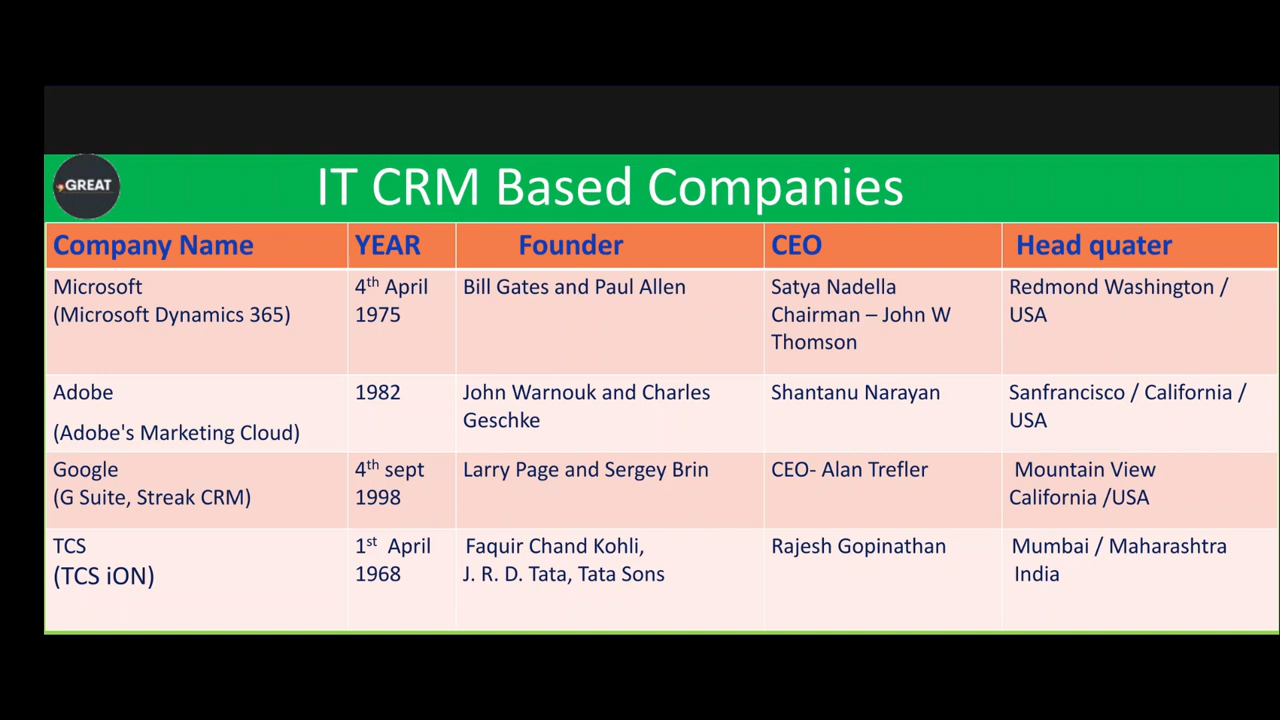 GREAT
IT CRM Based Companies
Company Name YEAR Founder CEO Head quater
Microsoft
(Microsoft Dynamics 365)
4th April
1975
Bill Gates and Paul Allen
Satya Nadella
Chairman – John W
Thomson
Redmond Washington /
USA
Adobe
(Adobe's Marketing Cloud)
1982
John Warnouk and Charles
Geschke
Shantanu Narayan
Sanfrancisco / California /
USA
Google
(G Suite, Streak CRM)
4th sept
1998
Larry Page and Sergey Brin
CEO- Alan Trefler
Mountain View
California /USA
TCS
(TCS iON)
1st April
1968
Faquir Chand Kohli,
J. R. D. Tata, Tata Sons
Rajesh Gopinathan
Mumbai / Maharashtra
India